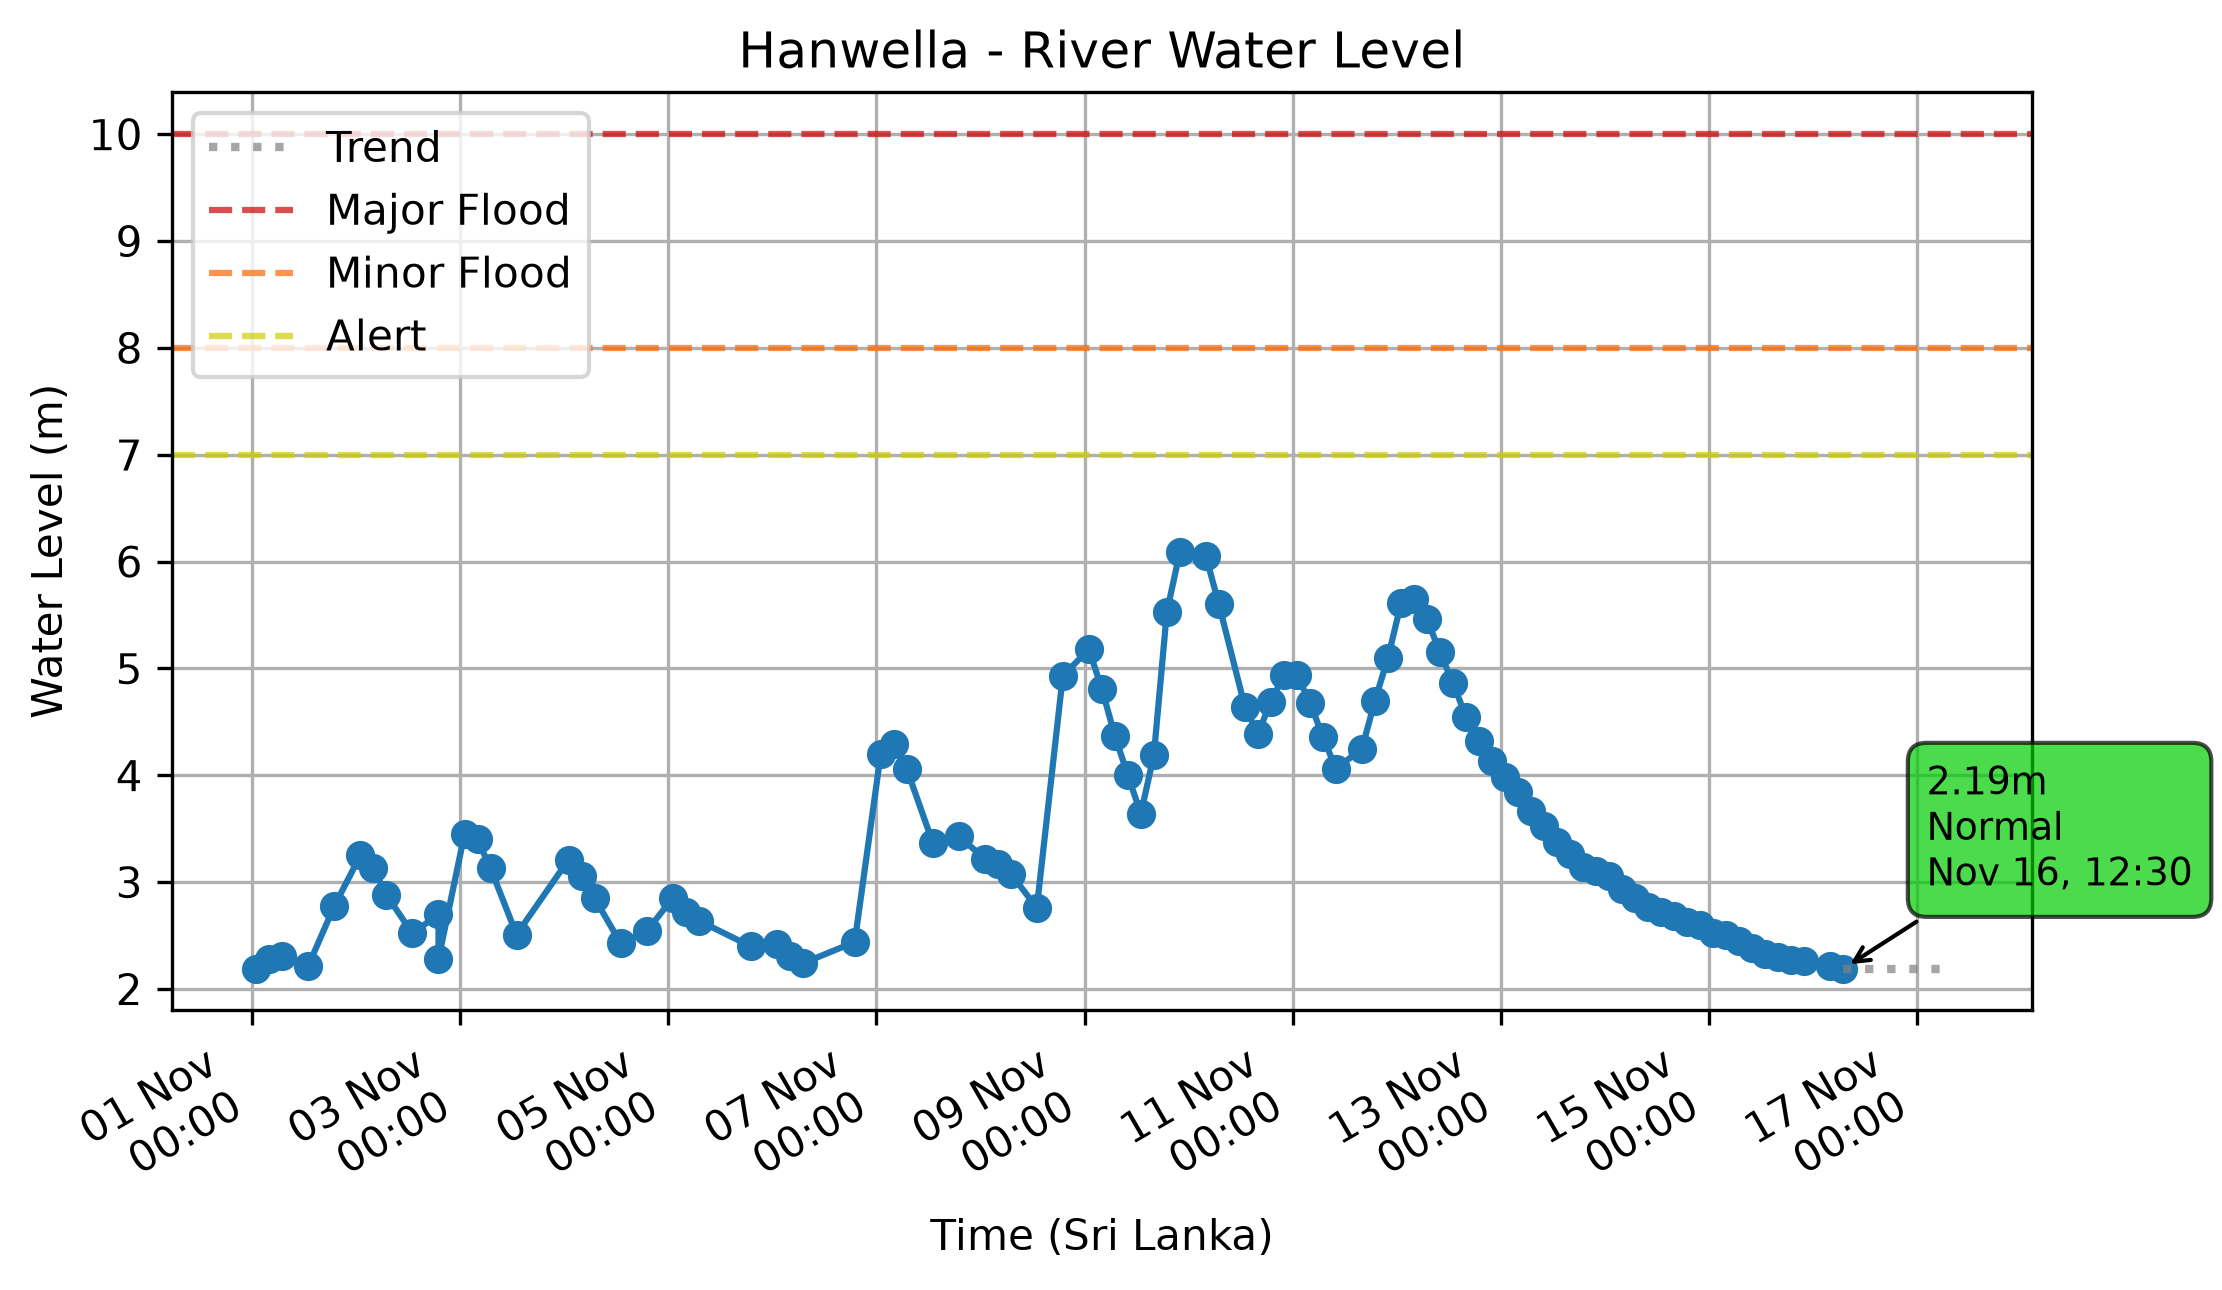 Hanwella - River Water Level
Trend
Major Flood
Minor Flood
Alert
10
9
8
7
6
5
4
3
2
Water Level (m)
2.19m
Normal
Nov 16, 12:30
01 Nov
00:00
03 Nov
00:00
05 Nov
00:00
07 Nov
00:00
09 Nov
00:00
11 Nov
00:00
13 Nov
00:00
15 Nov
00:00
17 Nov
00:00
Time (Sri Lanka)